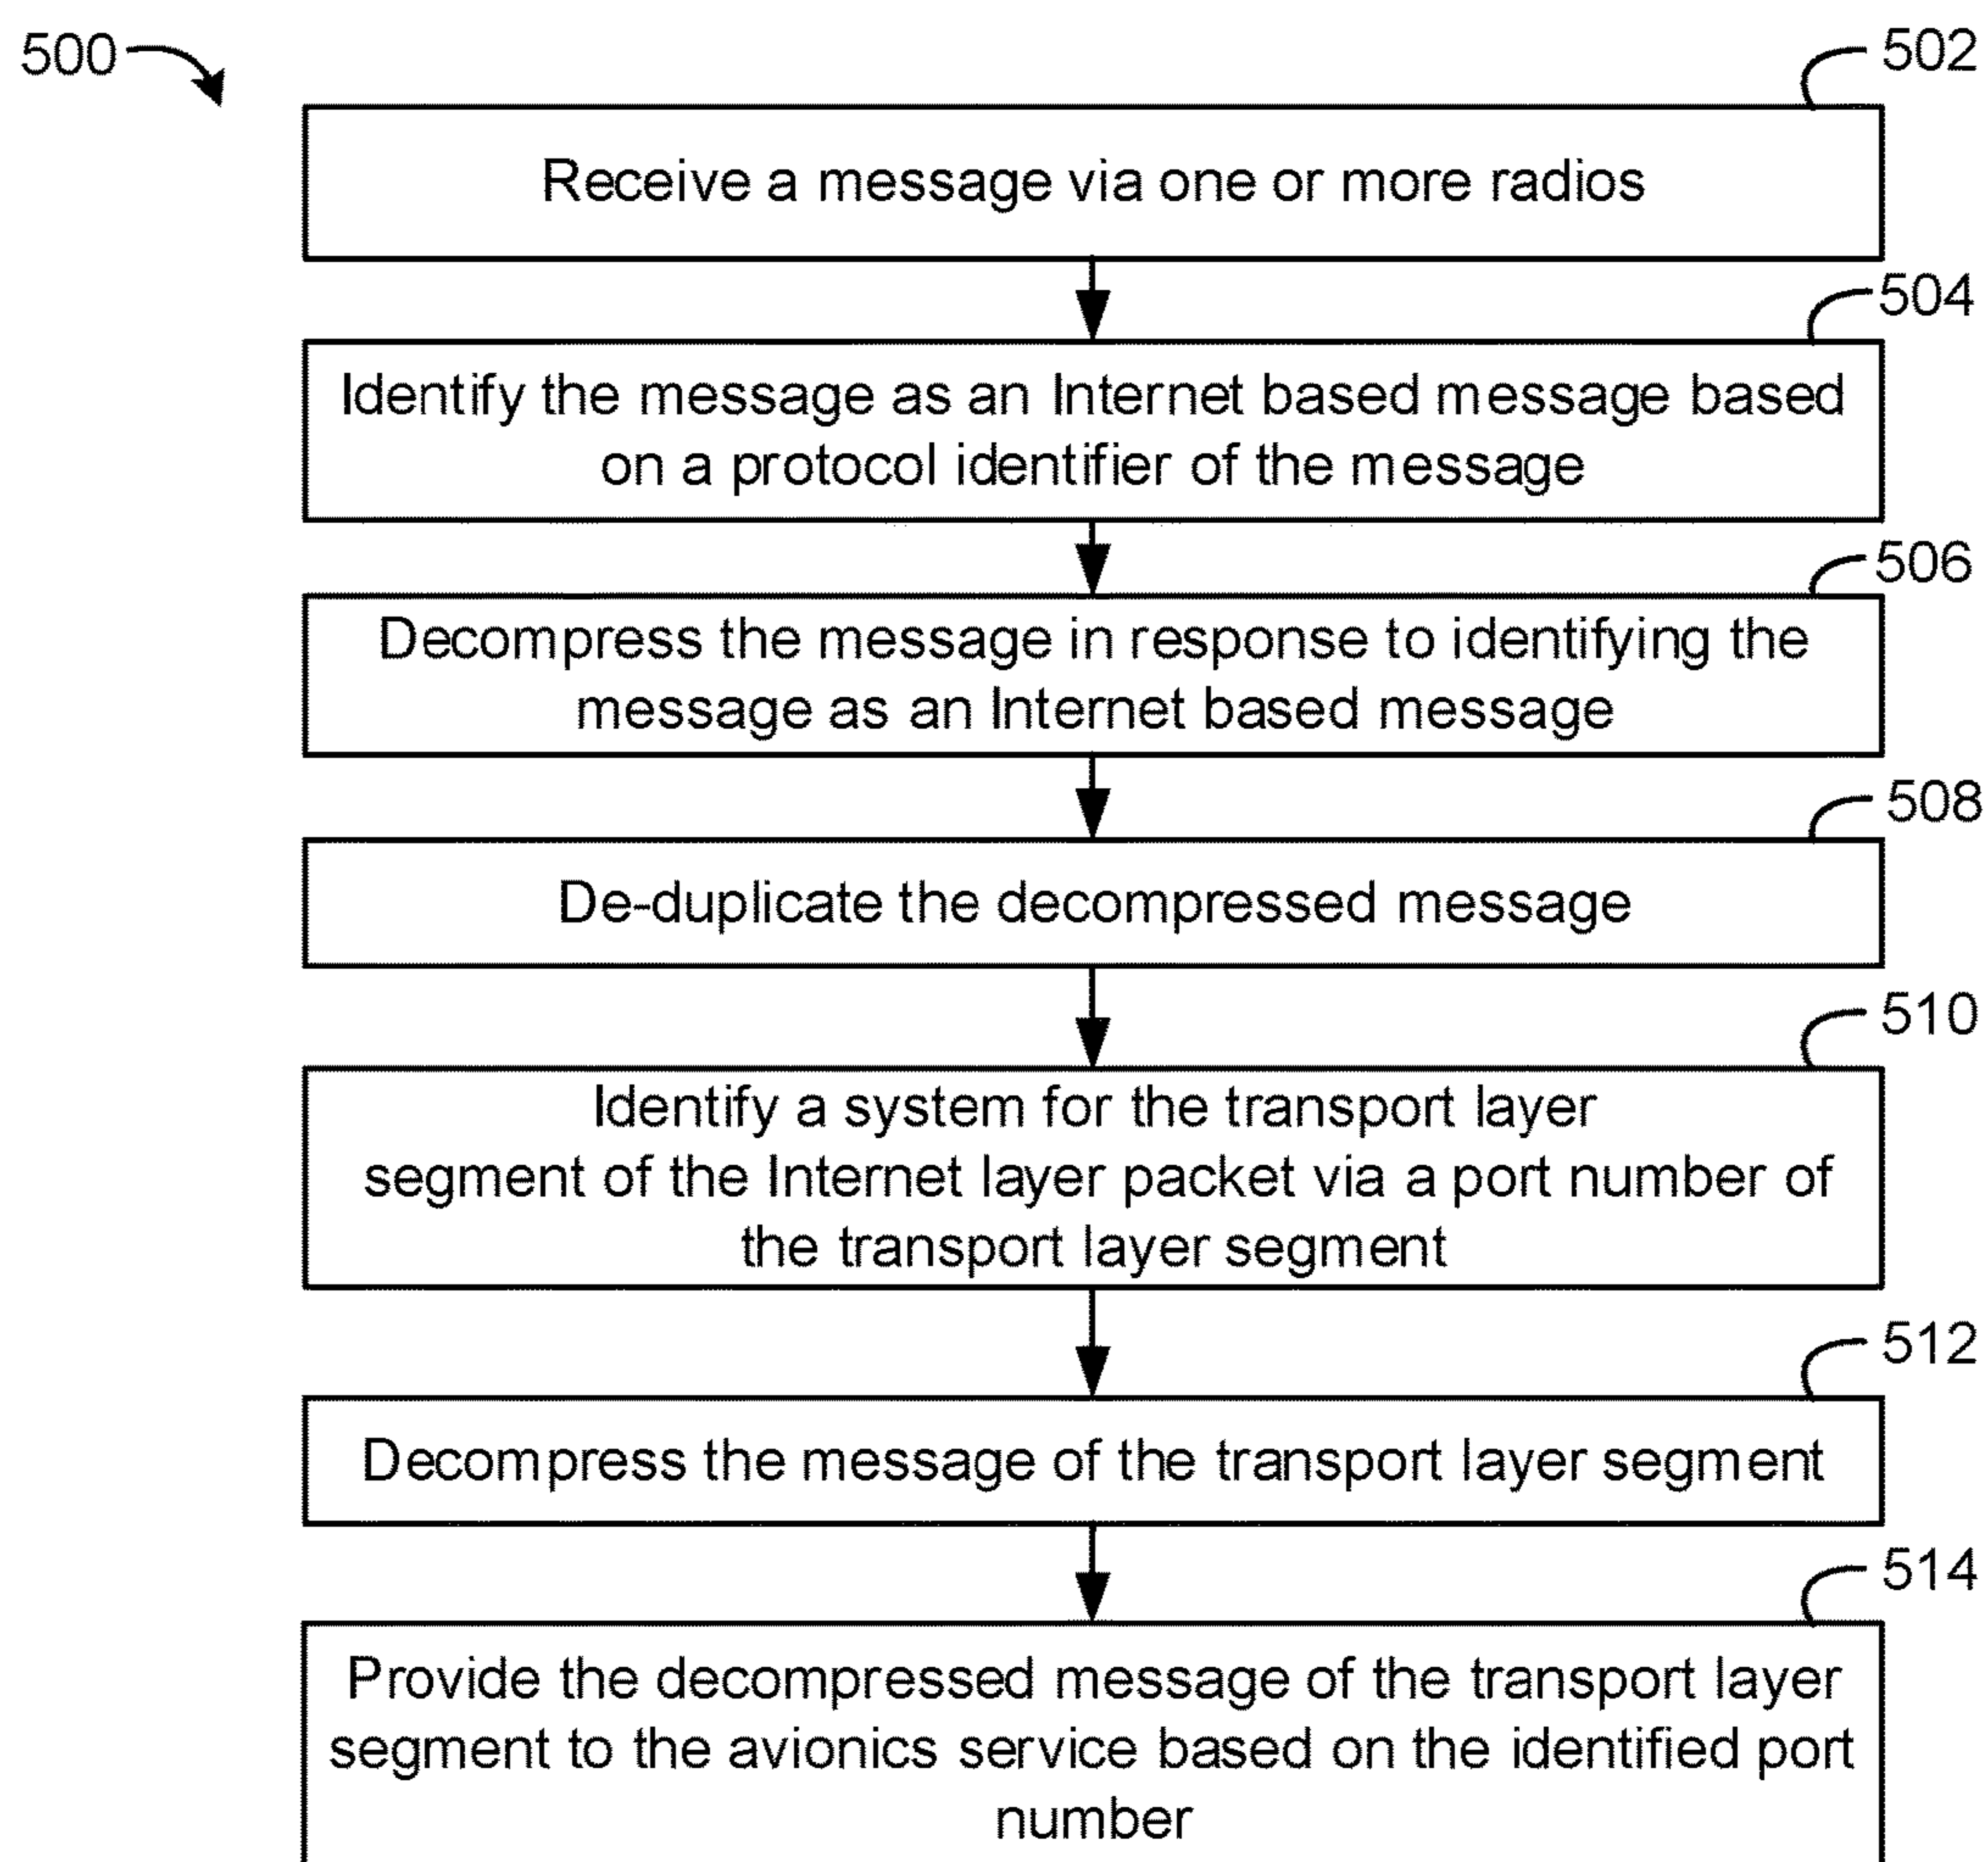 500
502
Receive a message via one or more radios
504
Identify the message as an Internet based message based
on a protocol identifier of the message
506
Decompress the message in response to identifying the
message as an Internet based message
508
De-duplicate the decompressed message
510
Identify a system for the transport layer
segment of the Internet layer packet via a port number of
the transport layer segment
512
Decompress the message of the transport layer segment
514
Provide the decompressed message of the transport layer
segment to the avionics service based on the identified port
number